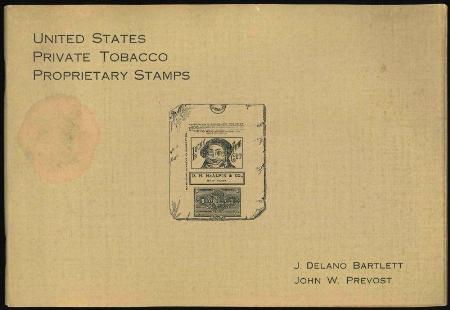 UNITED STATES
PRIVATE TOBACCO
PROPRIETARY STAMPS
D. H. McALPIN & CO.,
J. DELANO BARTLETT
JOHN W. PREVOST